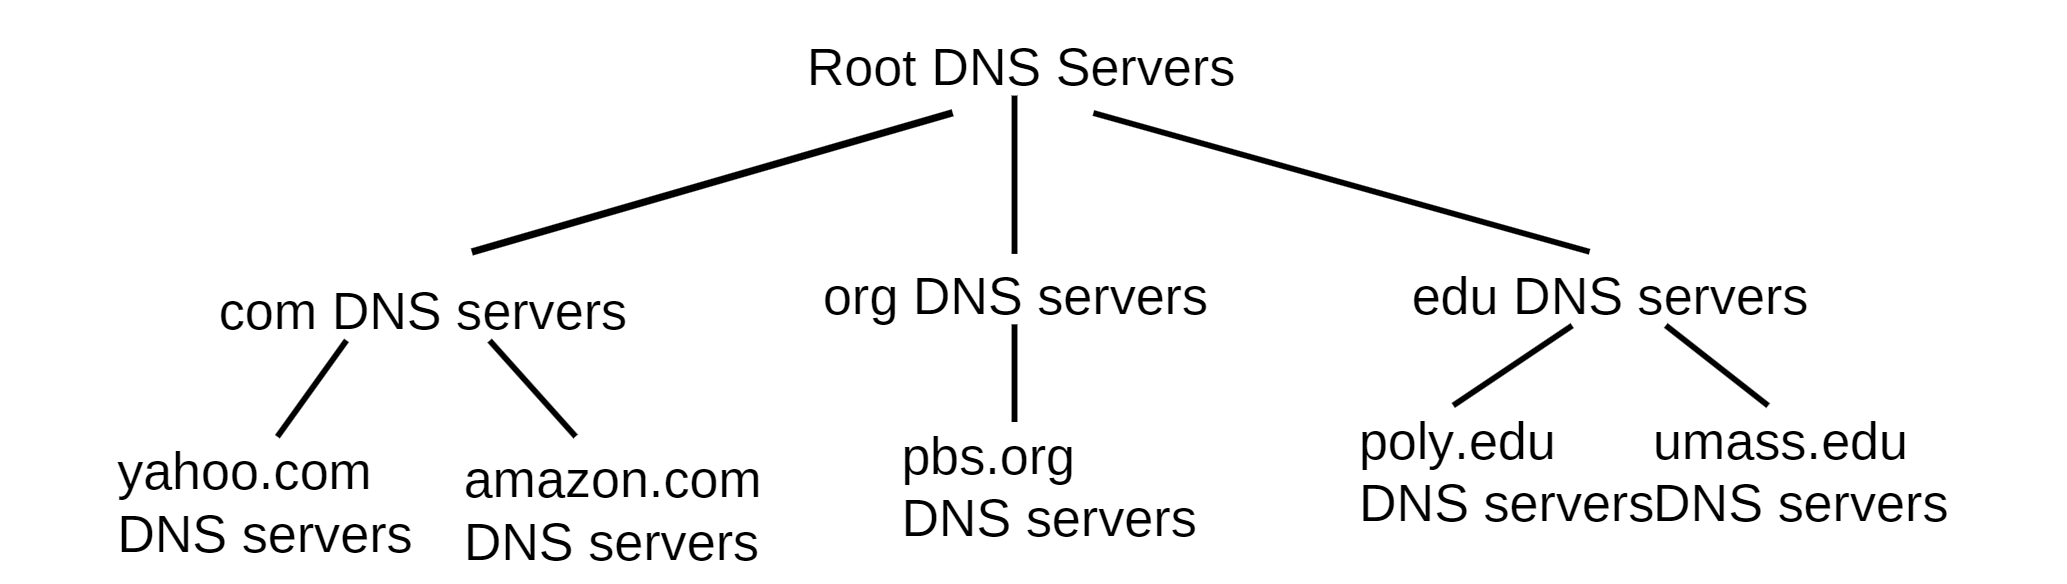 Root DNS Servers
com DNS servers
org DNS servers
edu DNS servers
yahoo.com
DNS servers
amazon.com
DNS servers
pbs.org
DNS servers
poly.edu
DNS servers
umass.edu
DNS servers